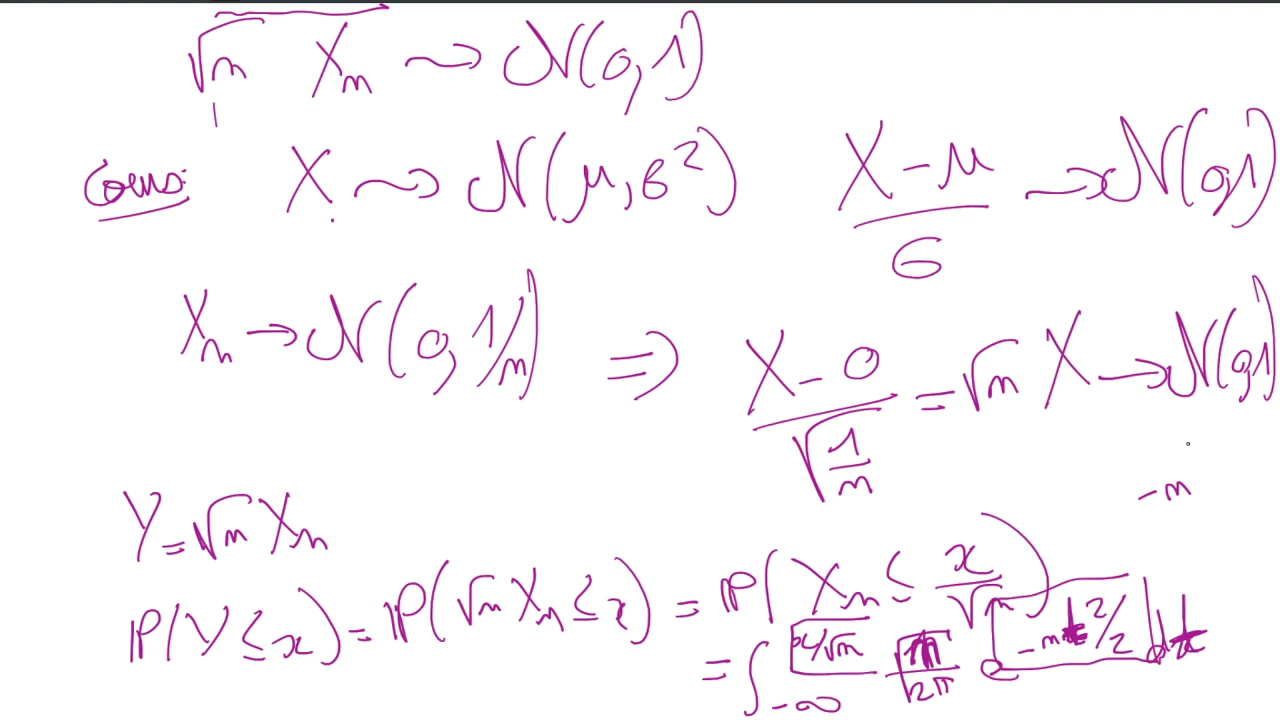 √n Xₙ ↝ 𝒩(0,1)
Cours: X ↝ 𝒩(μ,σ²) (X-μ)/σ → 𝒩(0,1)
Xₙ → 𝒩(0,1/n) ⇒ (X-0)/√(1/n) = √n X → 𝒩(0,1)
-n
Y=√n Xₙ
ℙ(Y≤x) = ℙ(√n Xₙ ≤ x) = ℙ(Xₙ ≤ x/√n)
= ∫_{-∞}^{x/√n} √n/√2π e^{-nt²/2} dt